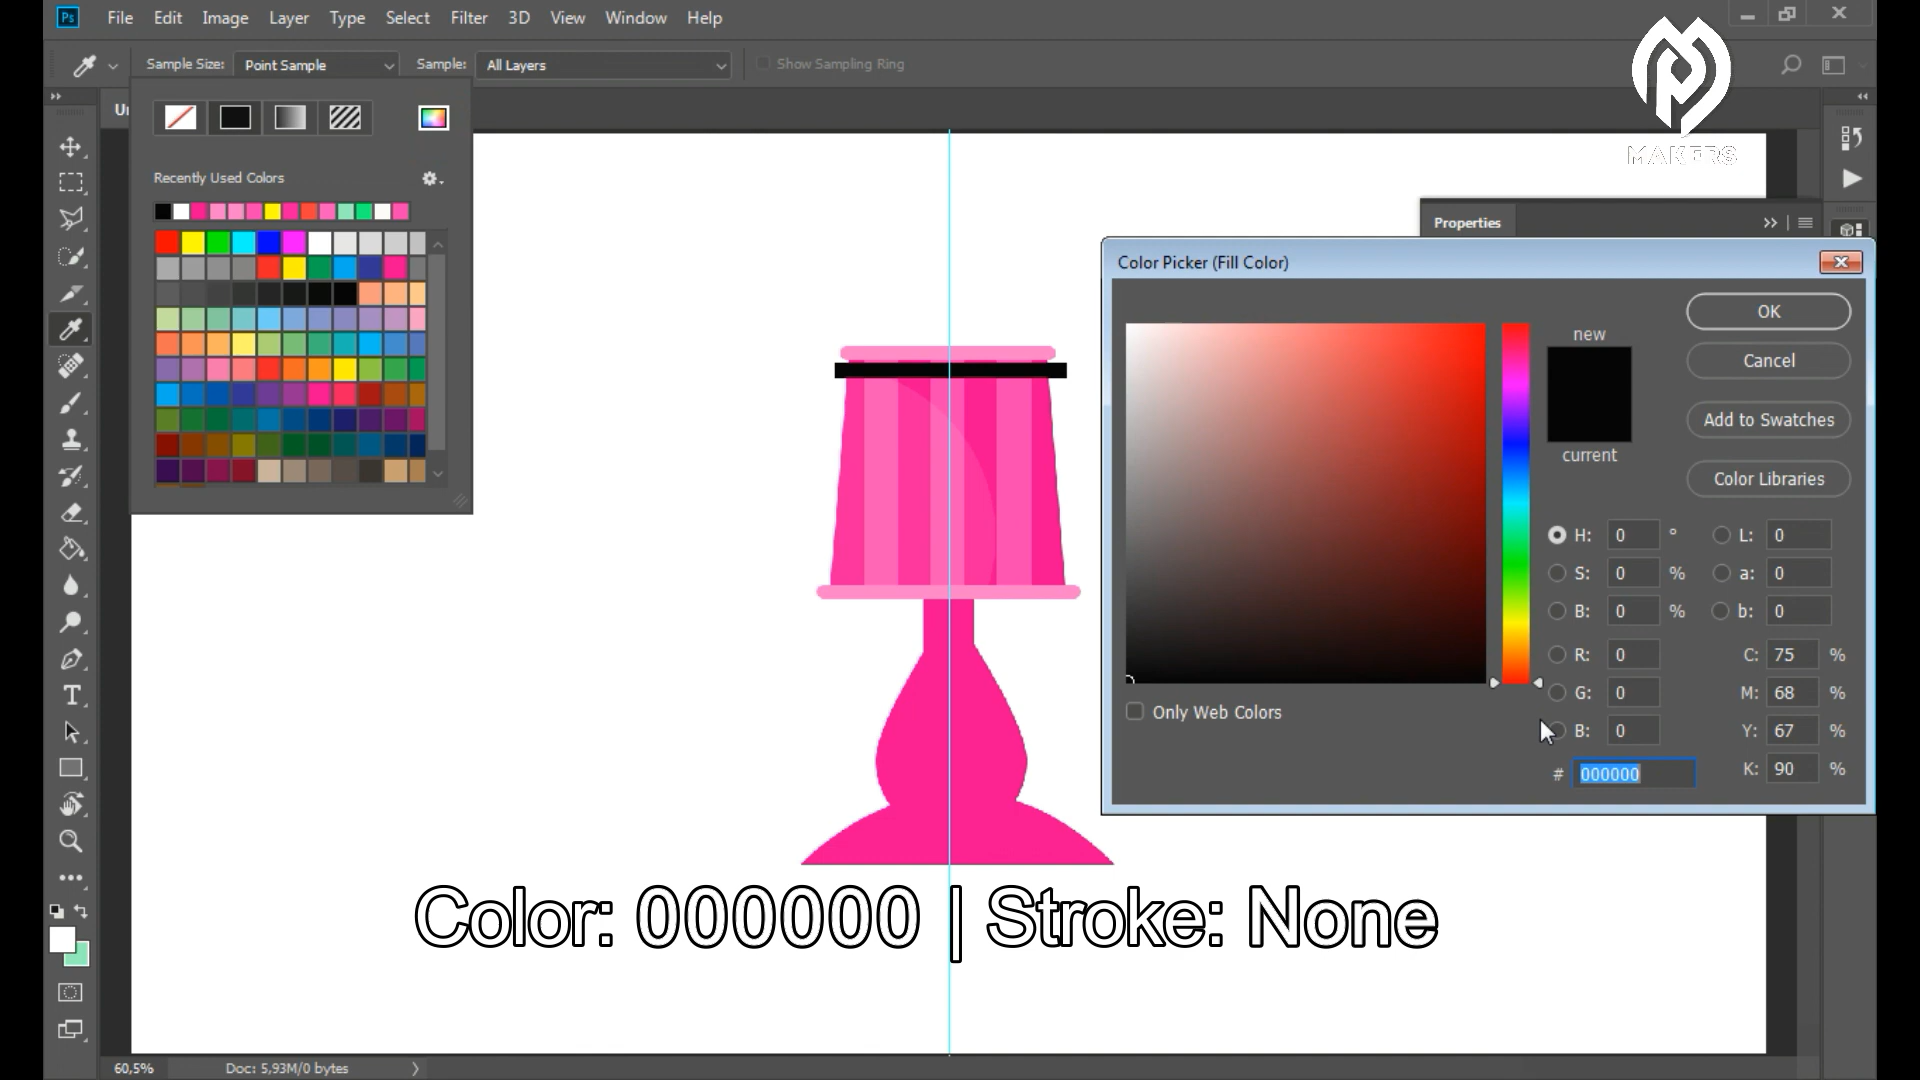 Ps File Edit Image Layer Type Select Filter 3D View Window Help
Sample Size: Point Sample Sample: All Layers Show Sampling Ring
MAKERS
Un
Recently Used Colors
Properties
Color Picker (Fill Color)
new
current
OK
Cancel
Add to Swatches
Color Libraries
H: 0 ° L: 0
S: 0 % a: 0
B: 0 % b: 0
R: 0 C: 75 %
G: 0 M: 68 %
B: 0 Y: 67 %
# 000000 K: 90 %
Only Web Colors
T
Color: 000000 | Stroke: None
60,5% Doc: 5,93M/0 bytes